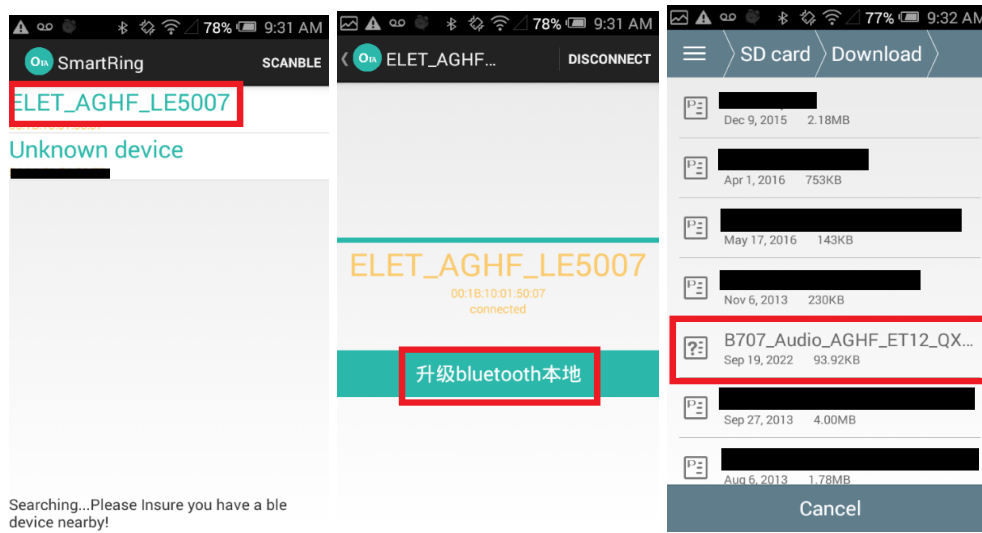 78% 9:31 AM
OTA SmartRing SCANBLE
ELET_AGHF_LE5007
Unknown device
Searching...Please Insure you have a ble
device nearby!
78% 9:31 AM
OTA ELET_AGHF... DISCONNECT
ELET_AGHF_LE5007
00:1B:10:01:50:07
connected
升级bluetooth本地
77% 9:32 AM
SD card Download
Dec 9, 2015 2.18MB
Apr 1, 2016 753KB
May 17, 2016 143KB
Nov 6, 2013 230KB
B707_Audio_AGHF_ET12_QX...
Sep 19, 2022 93.92KB
Sep 27, 2013 4.00MB
Aug 6, 2013 1.78MB
Cancel